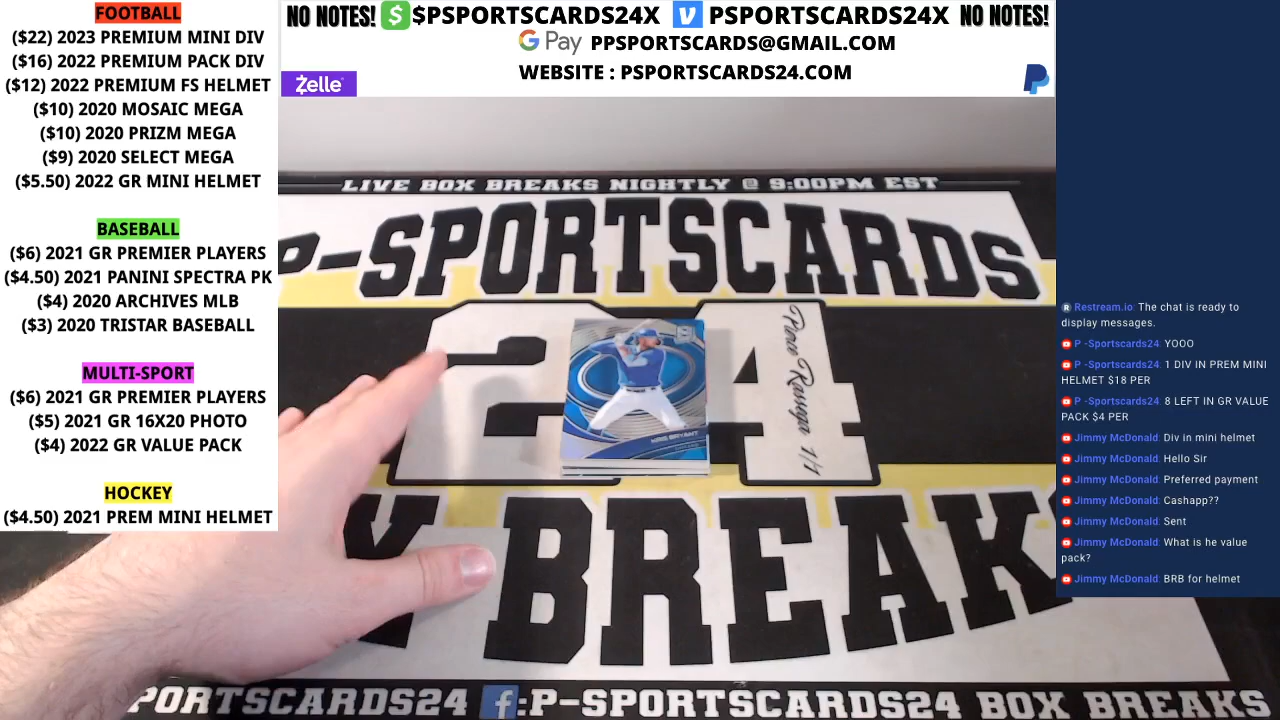 FOOTBALL
($22) 2023 PREMIUM MINI DIV
($16) 2022 PREMIUM PACK DIV
($12) 2022 PREMIUM FS HELMET
($10) 2020 MOSAIC MEGA
($10) 2020 PRIZM MEGA
($9) 2020 SELECT MEGA
($5.50) 2022 GR MINI HELMET
BASEBALL
($6) 2021 GR PREMIER PLAYERS
($4.50) 2021 PANINI SPECTRA PK
($4) 2020 ARCHIVES MLB
($3) 2020 TRISTAR BASEBALL
MULTI-SPORT
($6) 2021 GR PREMIER PLAYERS
($5) 2021 GR 16X20 PHOTO
($4) 2022 GR VALUE PACK
HOCKEY
($4.50) 2021 PREM MINI HELMET
NO NOTES! $PSPORTSCARDS24X PSPORTSCARDS24X NO NOTES!
G Pay PPSPORTSCARDS@GMAIL.COM
WEBSITE : PSPORTSCARDS24.COM
Zelle
LIVE BOX BREAKS NIGHTLY @ 9:00PM EST
P-SPORTSCARDS
24
KRIS BRYANT
Y BREAK
PORTSCARDS24 f:P-SPORTSCARDS24 BOX BREAKS
Restream.io: The chat is ready to
display messages.
P -Sportscards24: YOOO
P -Sportscards24: 1 DIV IN PREM MINI
HELMET $18 PER
P -Sportscards24: 8 LEFT IN GR VALUE
PACK $4 PER
Jimmy McDonald: Div in mini helmet
Jimmy McDonald: Hello Sir
Jimmy McDonald: Preferred payment
Jimmy McDonald: Cashapp??
Jimmy McDonald: Sent
Jimmy McDonald: What is he value
pack?
Jimmy McDonald: BRB for helmet